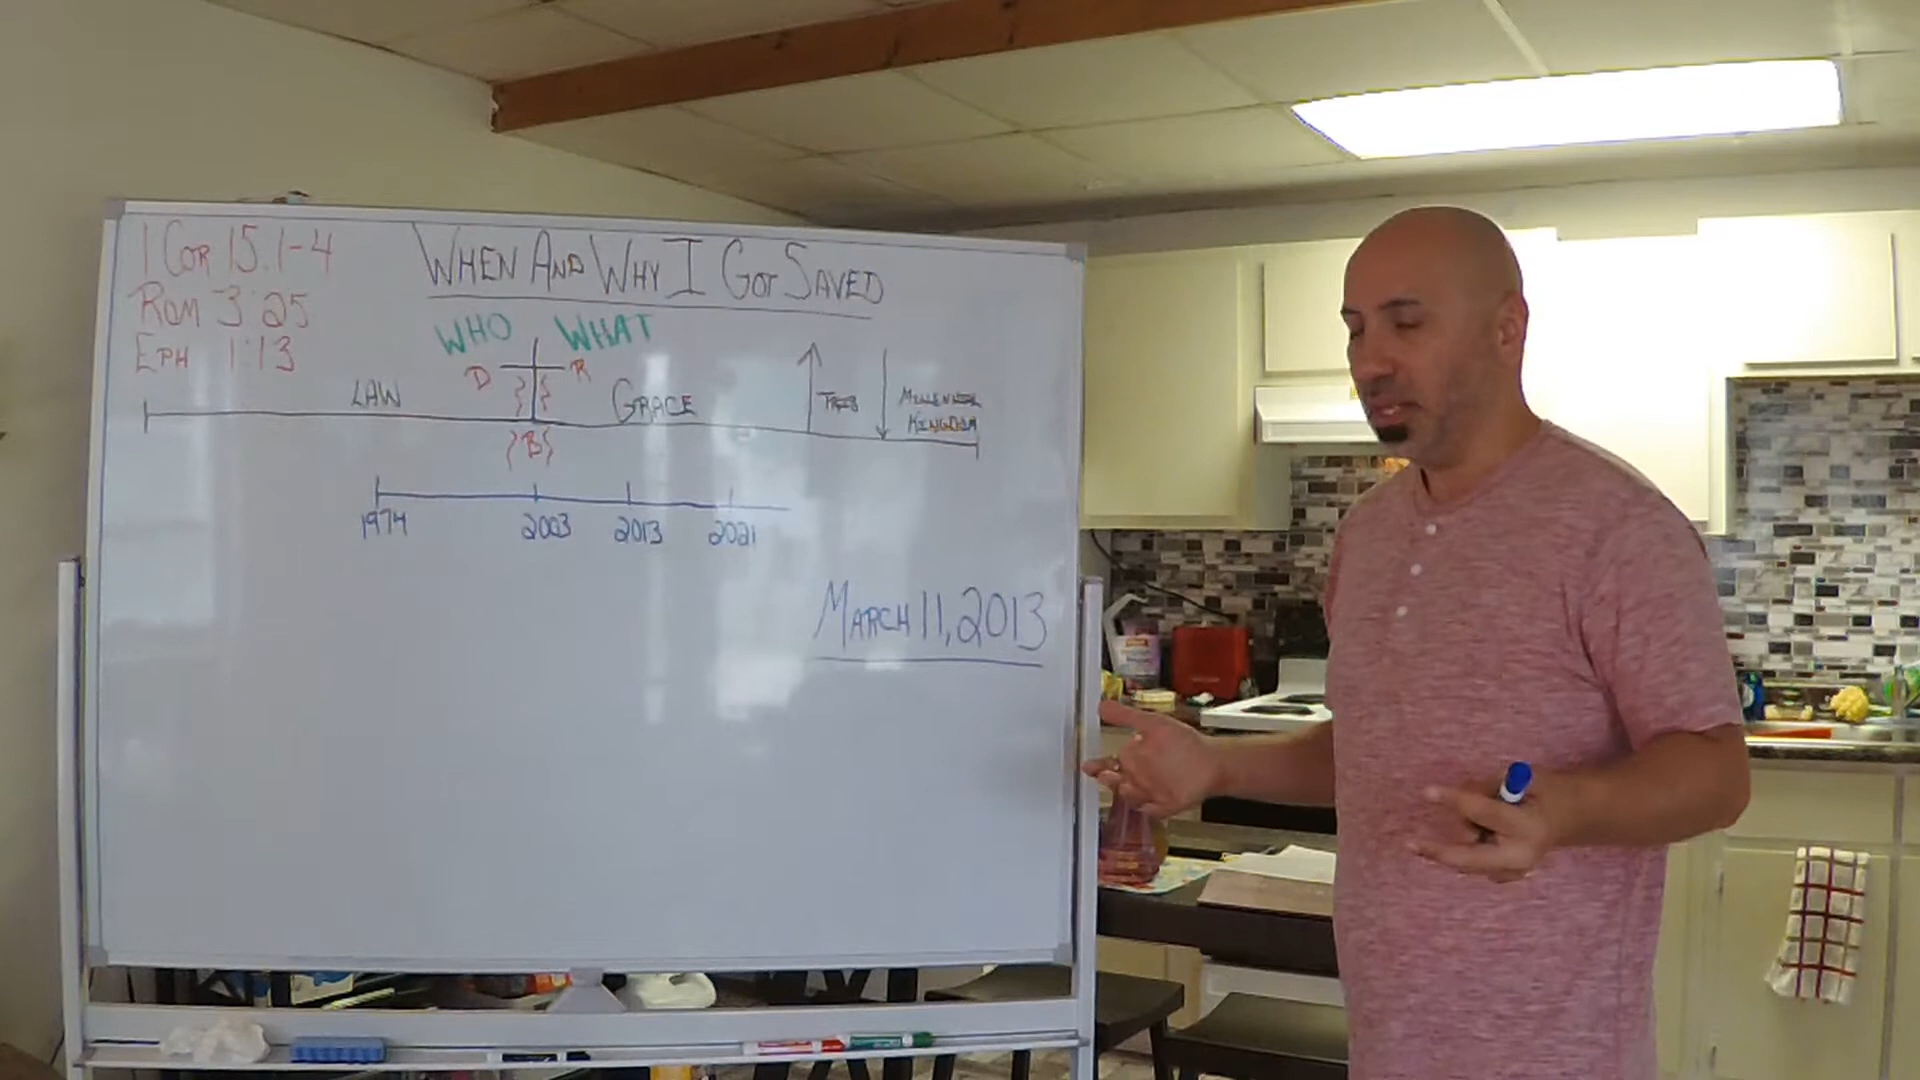 1 Cor 15:1-4
Rom 3:25
Eph 1:13
When And Why I Got Saved
WHO WHAT
D R
LAW
Grace
Trib
Millennial
Kingdom
B
1974 2003 2013 2021
March 11, 2013